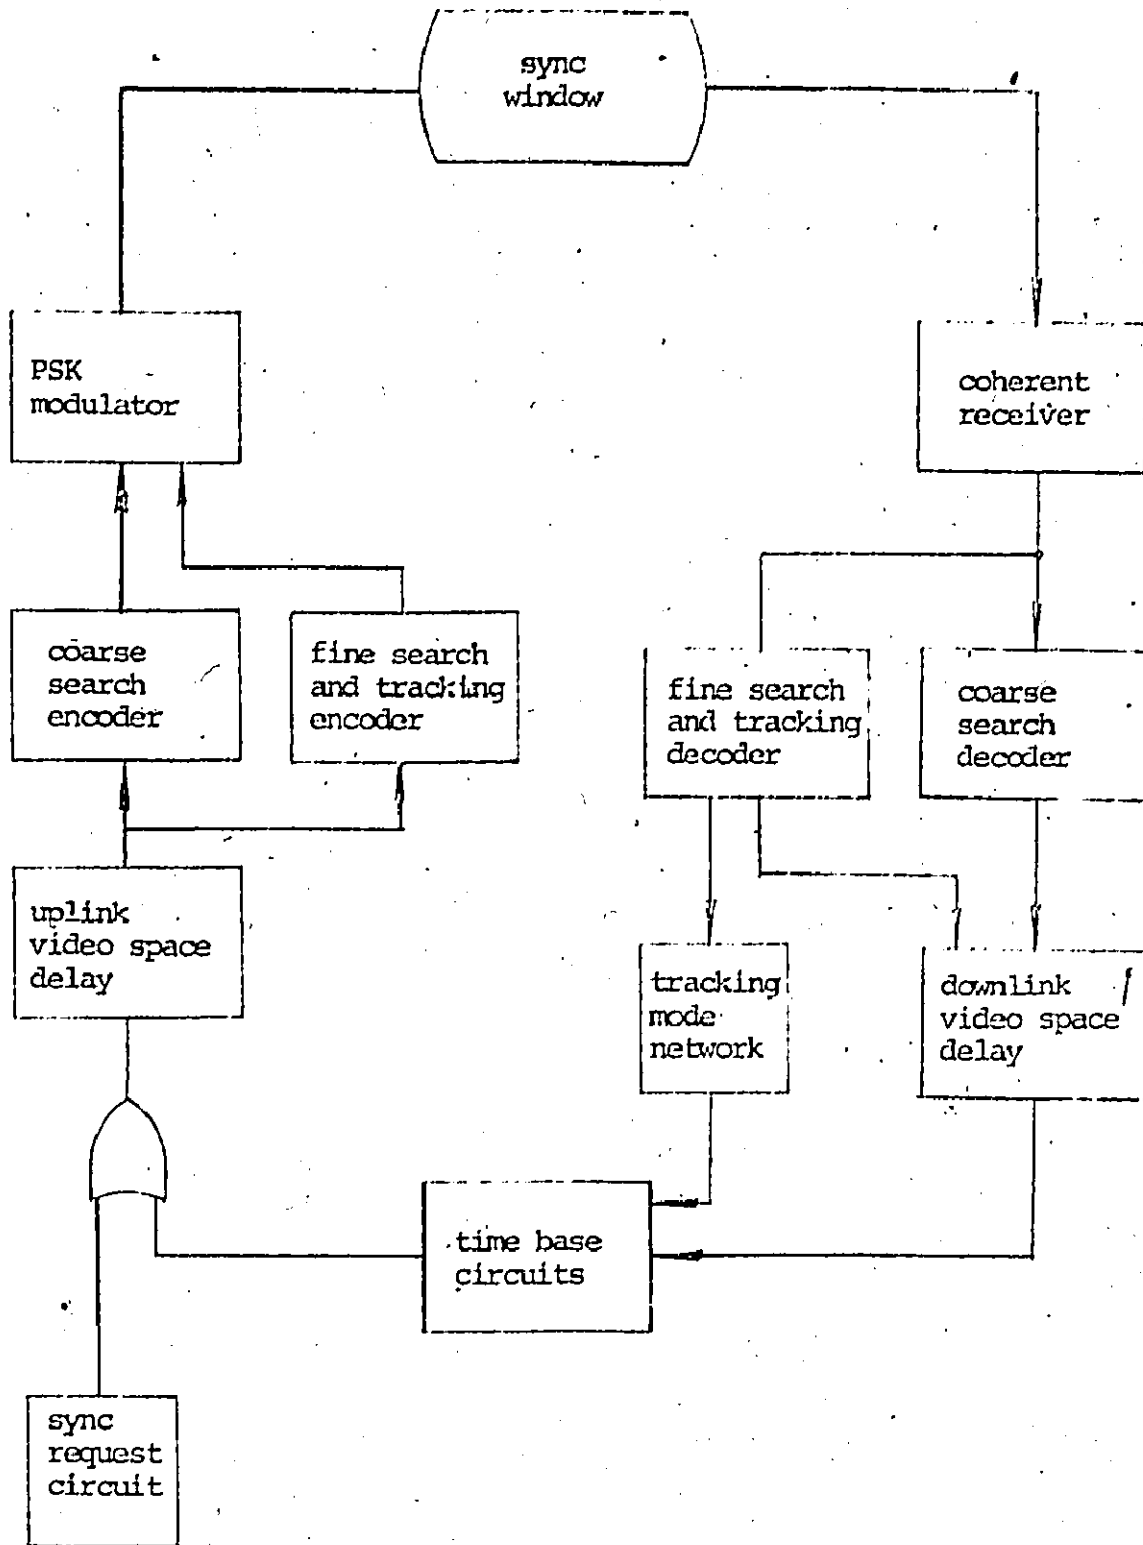 sync
window
PSK
modulator
coherent
receiver
coarse
search
encoder
fine search
and tracking
encoder
fine search
and tracking
decoder
coarse
search
decoder
uplink
video space
delay
tracking
mode
network
downlink
video space
delay
time base
circuits
sync
request
circuit